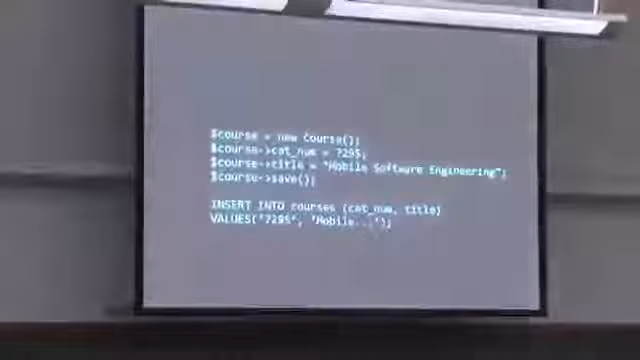 $course = new Course();
$course->cat_num = 7295;
$course->title = "Mobile Software Engineering";
$course->save();
INSERT INTO courses (cat_num, title)
VALUES('7295', 'Mobile...');